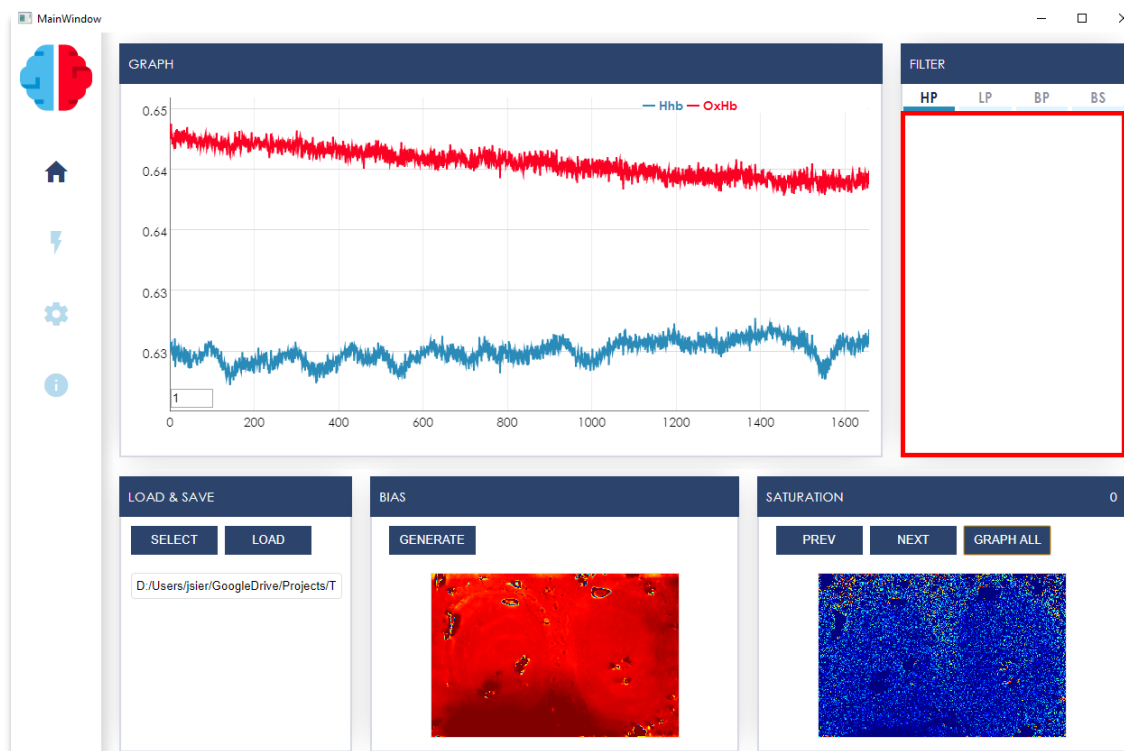 MainWindow
GRAPH
FILTER
HP LP BP BS
Hhb OxHb
0.65
0.64
0.64
0.63
0.63
1
0 200 400 600 800 1000 1200 1400 1600
LOAD & SAVE
SELECT LOAD
D:/Users/jsier/GoogleDrive/Projects/T
BIAS
GENERATE
SATURATION 0
PREV NEXT GRAPH ALL